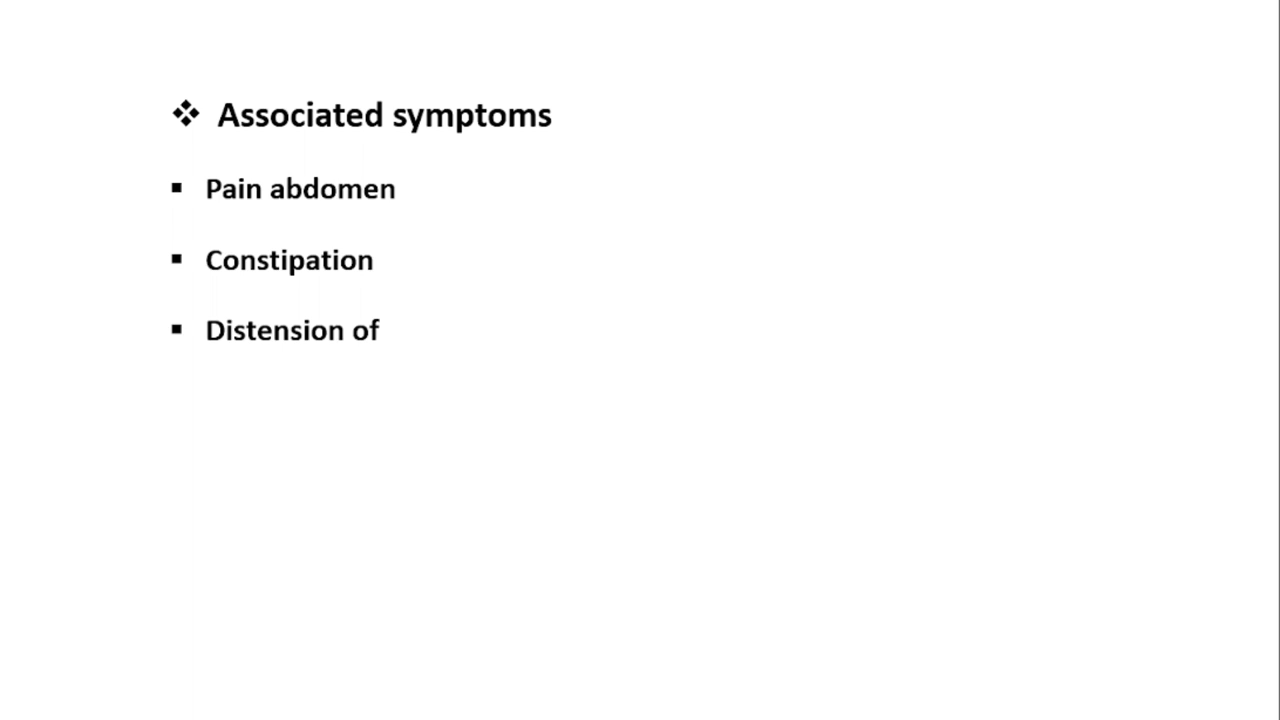 ❖ Associated symptoms
▪ Pain abdomen
▪ Constipation
▪ Distension of